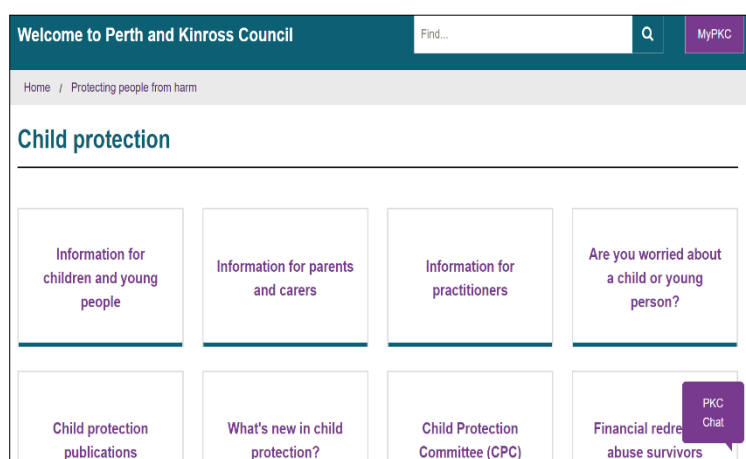 Welcome to Perth and Kinross Council
Find...
MyPKC
Home / Protecting people from harm
Child protection
Information for
children and young
people
Information for parents
and carers
Information for
practitioners
Are you worried about
a child or young
person?
Child protection
publications
What's new in child
protection?
Child Protection
Committee (CPC)
Financial
abuse survivors
PKC
Chat